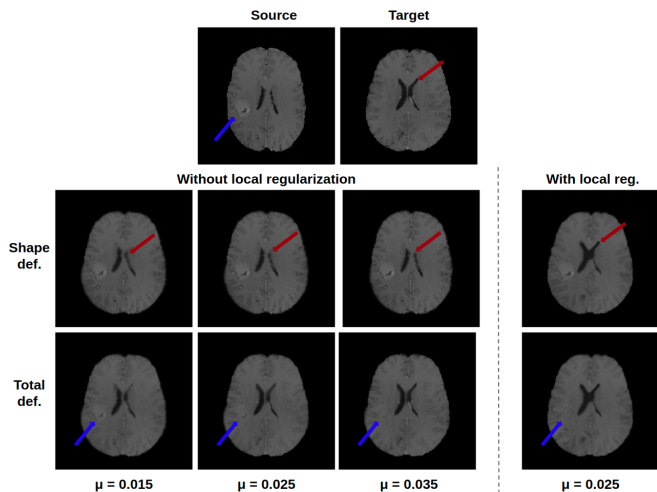 Source Target
Without local regularization With local reg.
Shape
def.
Total
def.
μ = 0.015 μ = 0.025 μ = 0.035 μ = 0.025